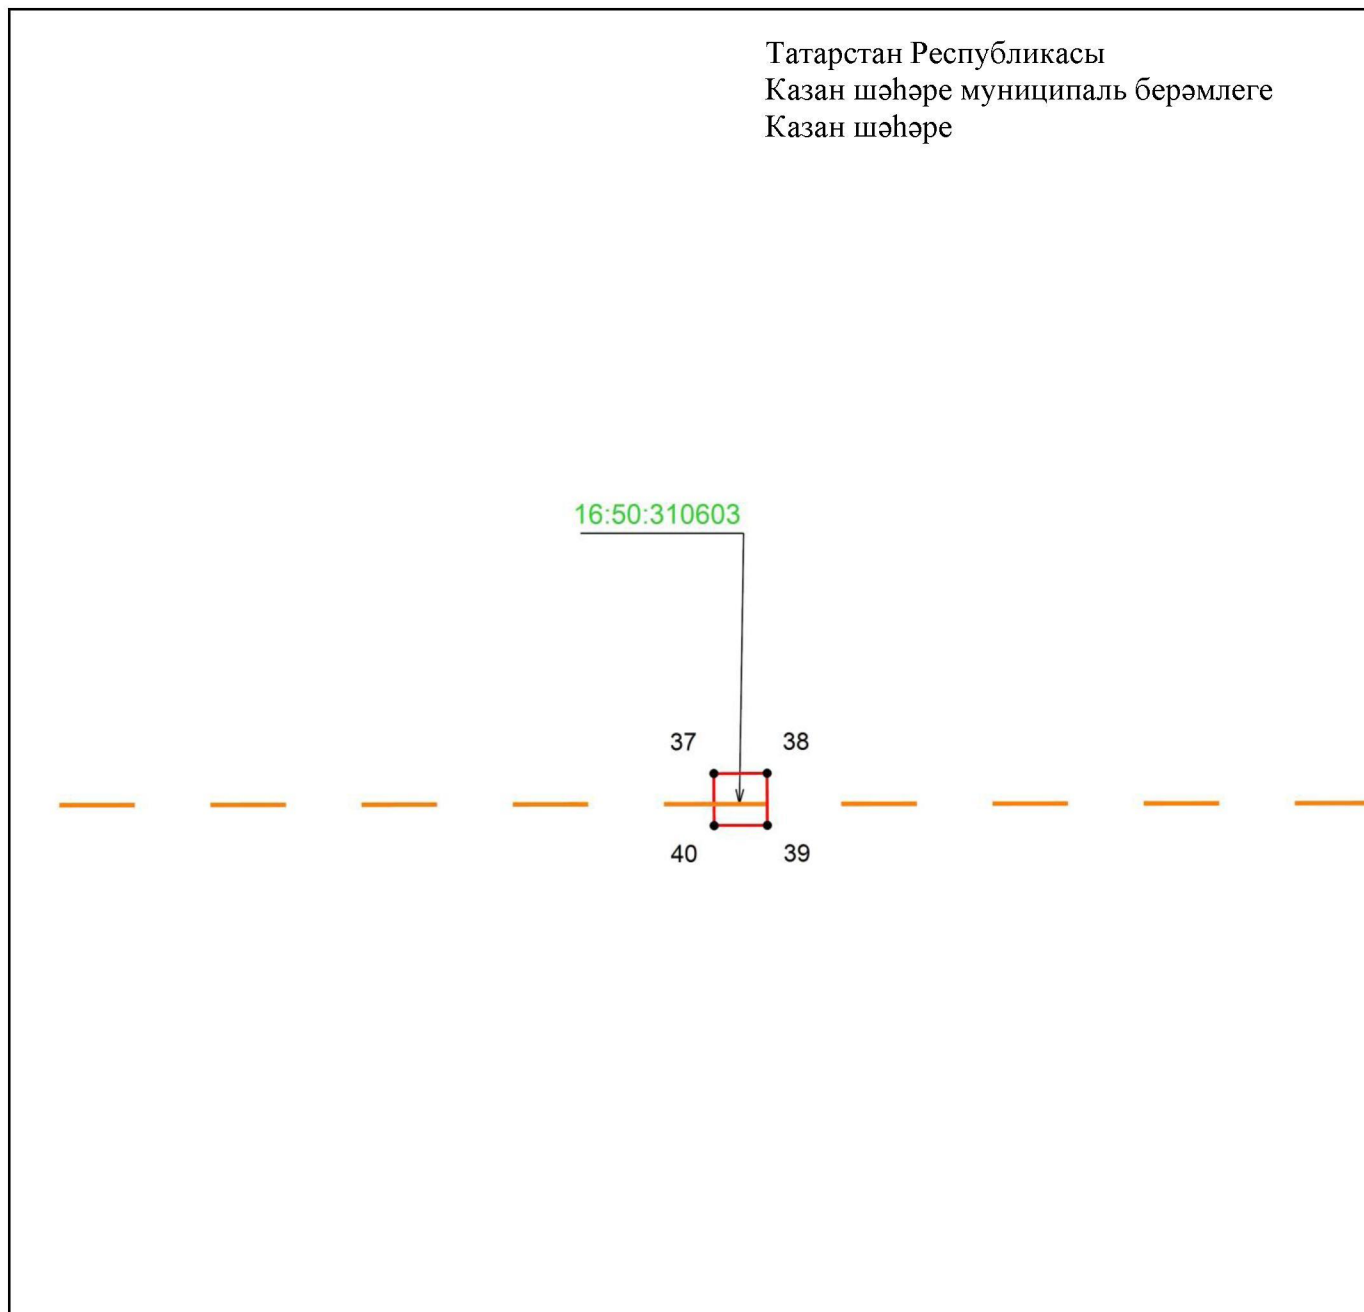 Татарстан Республикасы
Казан шәһәре муниципаль берәмлеге
Казан шәһәре
16:50:310603
37 38
40 39